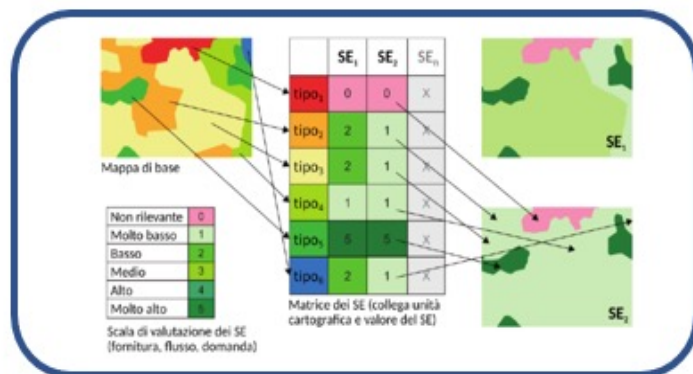 SE₁ SE₂ SEₙ
tipo₁ 0 0 X
tipo₂ 2 1 X
tipo₃ 2 1 X
tipo₄ 1 1 X
tipo₅ 5 5 X
tipo₆ 2 1 X
Mappa di base
Non rilevante 0
Molto basso 1
Basso 2
Medio 3
Alto 4
Molto alto 5
Scala di valutazione dei SE
(fornitura, flusso, domanda)
Matrice dei SE (collega unità
cartografica e valore del SE)
SE₁
SE₂